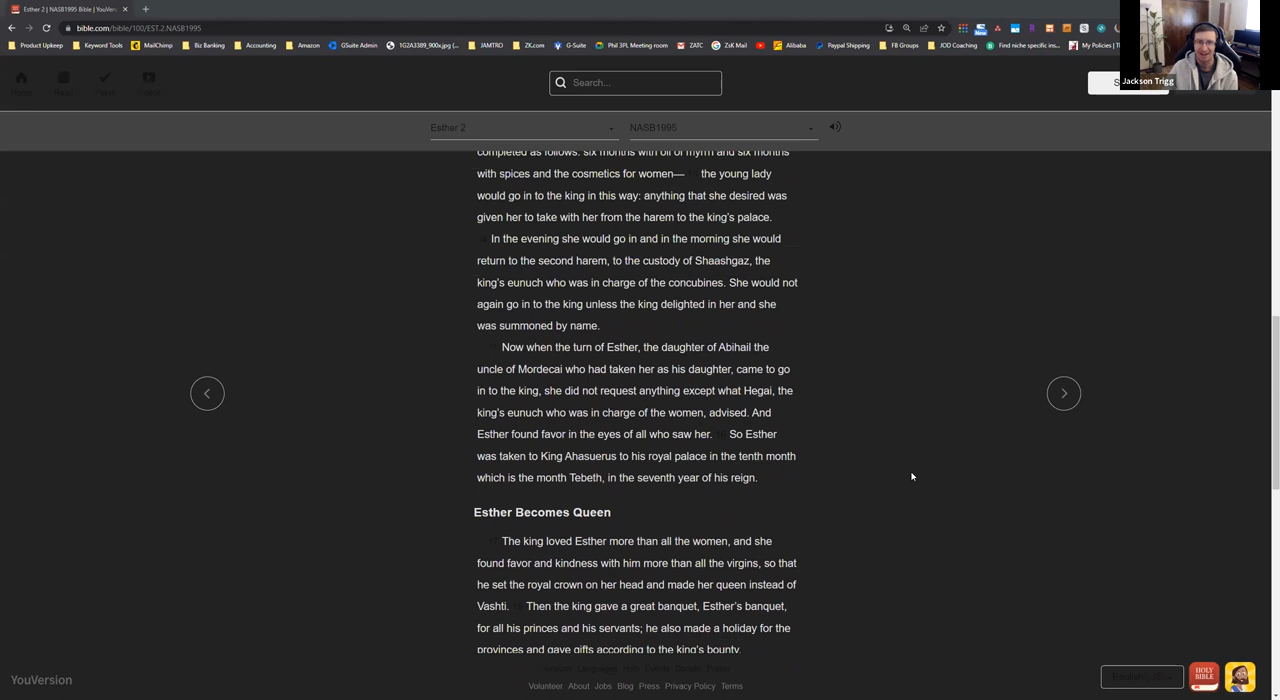 Esther 2 | NASB1995 Bible | YouVer
bible.com/bible/100/EST.2.NASB1995
Product Upkeep
Keyword Tools
MailChimp
Biz Banking
Accounting
Amazon
GSuite Admin
1G2A3389_900x.jpg (...
JAMTRO
ZK.com
G-Suite
Phil 3PL Meeting room
ZATC
ZsK Mail
Alibaba
Paypal Shipping
FB Groups
JOD Coaching
Find niche specific ins...
My Policies | T
New
Jackson Trigg
Home
Read
Plans
Videos
Search...
Esther 2
NASB1995
completed as follows: six months with oil of myrrh and six months
with spices and the cosmetics for women— the young lady
would go in to the king in this way: anything that she desired was
given her to take with her from the harem to the king's palace.
14 In the evening she would go in and in the morning she would
return to the second harem, to the custody of Shaashgaz, the
king's eunuch who was in charge of the concubines. She would not
again go in to the king unless the king delighted in her and she
was summoned by name.
Now when the turn of Esther, the daughter of Abihail the
uncle of Mordecai who had taken her as his daughter, came to go
in to the king, she did not request anything except what Hegai, the
king's eunuch who was in charge of the women, advised. And
Esther found favor in the eyes of all who saw her. 16 So Esther
was taken to King Ahasuerus to his royal palace in the tenth month
which is the month Tebeth, in the seventh year of his reign.
Esther Becomes Queen
17 The king loved Esther more than all the women, and she
found favor and kindness with him more than all the virgins, so that
he set the royal crown on her head and made her queen instead of
Vashti. Then the king gave a great banquet, Esther's banquet,
for all his princes and his servants; he also made a holiday for the
provinces and gave gifts according to the king's bounty.
Volunteer About Jobs Blog Press Privacy Policy Terms
YouVersion
HOLY
BIBLE